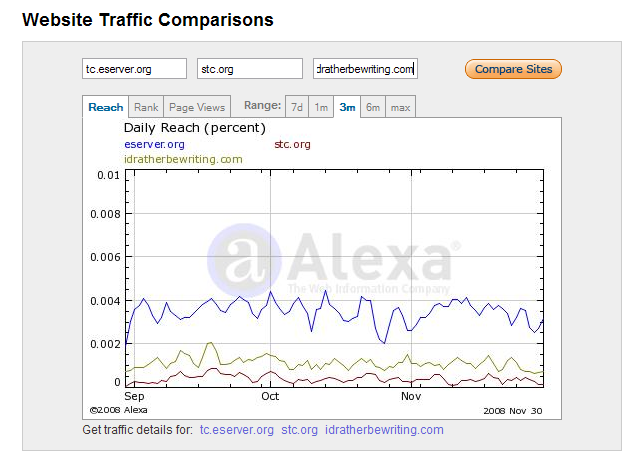 Website Traffic Comparisons
tc.eserver.org stc.org idratherbewriting.com Compare Sites
Reach Rank Page Views Range: 7d 1m 3m 6m max
Daily Reach (percent)
eserver.org stc.org
idratherbewriting.com
0.01
0.008
0.006
0.004
0.002
0
a Alexa®
The Web Information Company
Sep Oct Nov
©2008 Alexa 2008 Nov 30
Get traffic details for: tc.eserver.org stc.org idratherbewriting.com